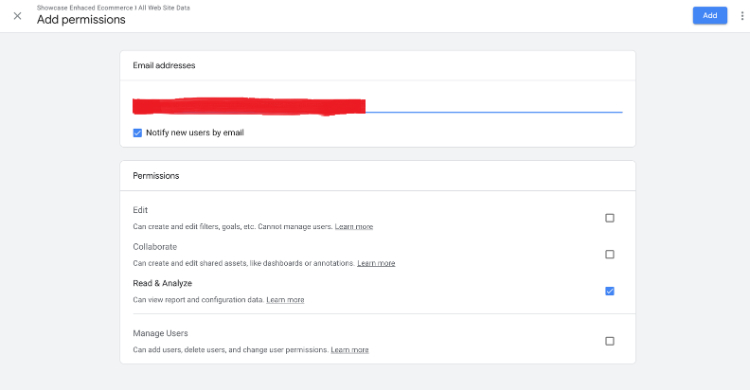 Showcase Enhaced Ecommerce I All Web Site Data
Add permissions
Add
Email addresses
Notify new users by email
Permissions
Edit
Can create and edit filters, goals, etc. Cannot manage users. Learn more
Collaborate
Can create and edit shared assets, like dashboards or annotations. Learn more
Read & Analyze
Can view report and configuration data. Learn more
Manage Users
Can add users, delete users, and change user permissions. Learn more